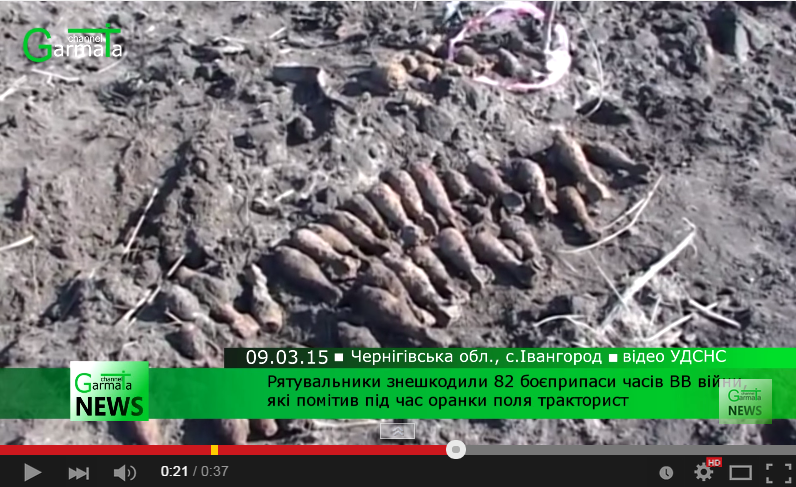 channel
Garmata
09.03.15 ■ Чернігівська обл., с.Івангород ■ відео УДСНС
Рятувальники знешкодили 82 боєприпаси часів ВВ війни,
які помітив під час оранки поля тракторист
channel
Garmata
NEWS
channel
Garmata
NEWS
0:21 / 0:37
HD